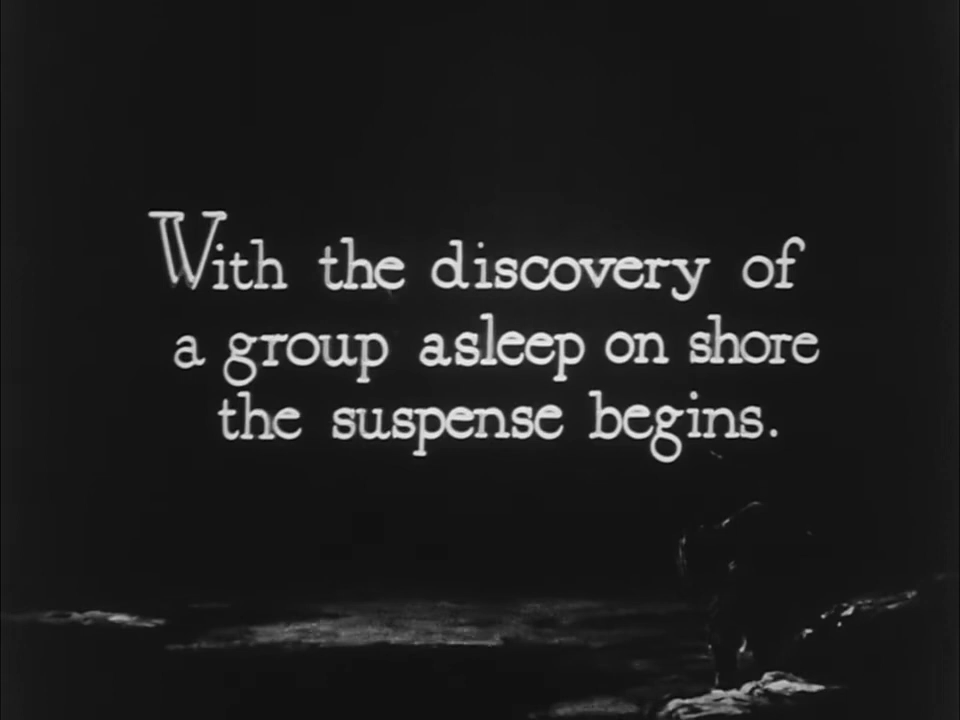 With the discovery of
a group asleep on shore
the suspense begins.